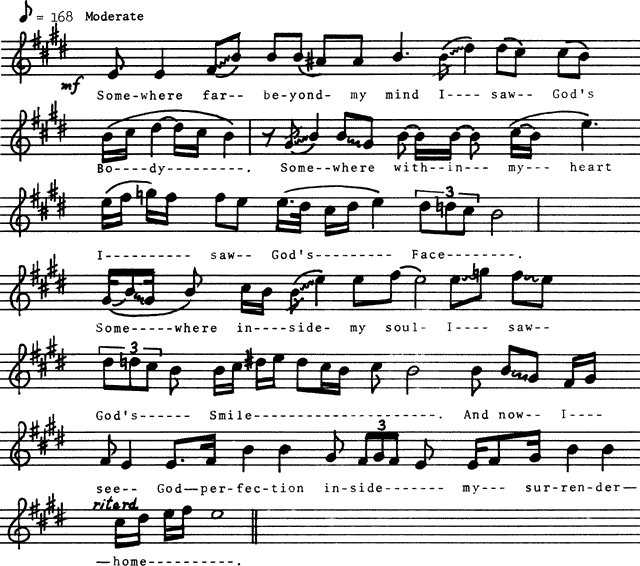 ♪ = 168 Moderate
mf
Some-where far-- be-yond- my mind I---- saw-- God's
Bo----dy---------. Some--where with--in--- my--- heart
3
I---------- saw-- God's-------- Face--------.
Some-----where in----side- my soul- I---- saw--
3
God's------ Smile-------------------. And now-- I----
3
see-- God—per-fec-tion in-side------- my--- sur-ren-der—
ritard
—home----------.